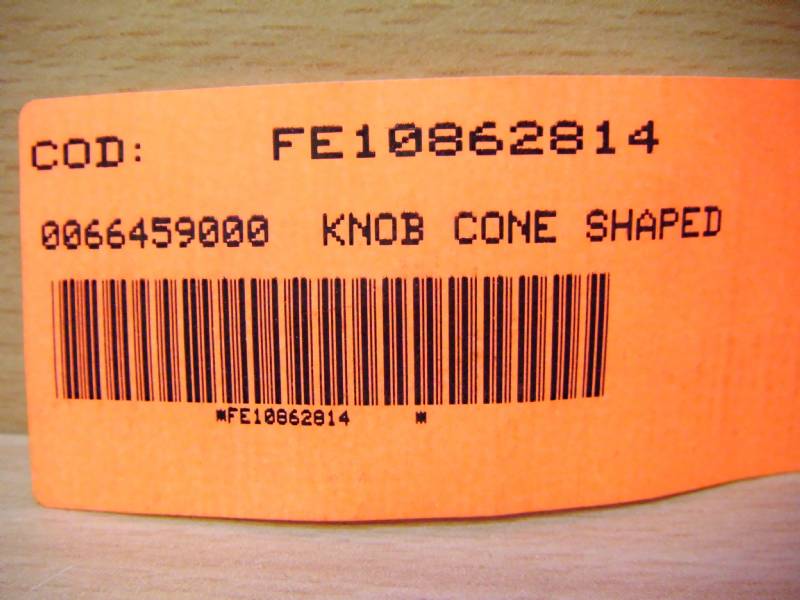 COD: FE10862814
0066459000 KNOB CONE SHAPED
*FE10862814 *